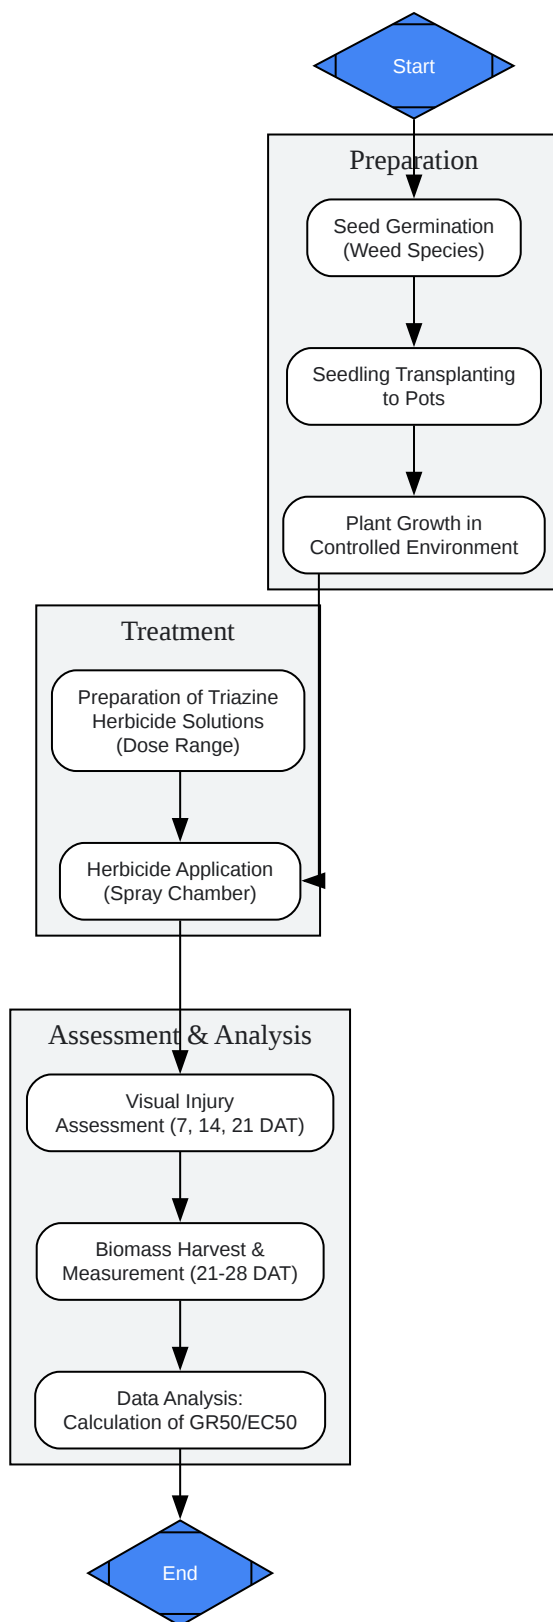 Start
Preparation
Seed Germination
(Weed Species)
Seedling Transplanting
to Pots
Plant Growth in
Controlled Environment
Treatment
Preparation of Triazine
Herbicide Solutions
(Dose Range)
Herbicide Application
(Spray Chamber)
Assessment & Analysis
Visual Injury
Assessment (7, 14, 21 DAT)
Biomass Harvest &
Measurement (21-28 DAT)
Data Analysis:
Calculation of GR50/EC50
End